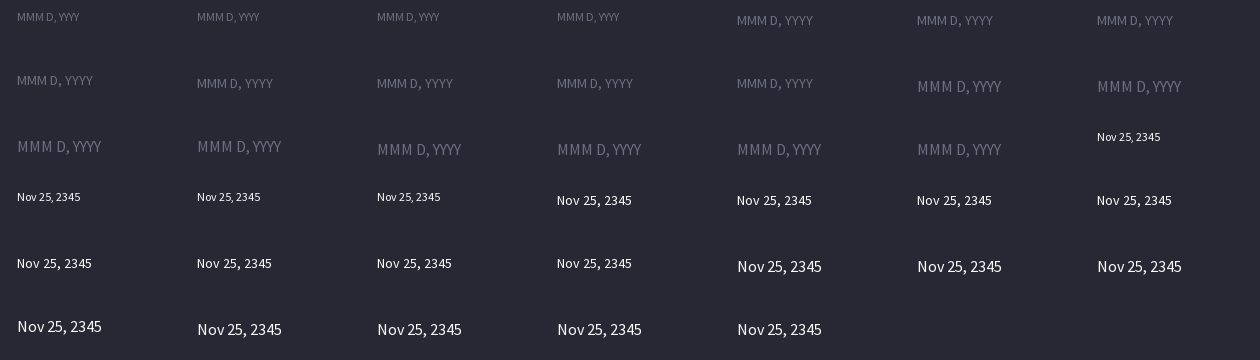 MMM D, YYYY MMM D, YYYY MMM D, YYYY MMM D, YYYY MMM D, YYYY MMM D, YYYY MMM D, YYYY
MMM D, YYYY MMM D, YYYY MMM D, YYYY MMM D, YYYY MMM D, YYYY MMM D, YYYY MMM D, YYYY
MMM D, YYYY MMM D, YYYY MMM D, YYYY MMM D, YYYY MMM D, YYYY MMM D, YYYY Nov 25, 2345
Nov 25, 2345 Nov 25, 2345 Nov 25, 2345 Nov 25, 2345 Nov 25, 2345 Nov 25, 2345 Nov 25, 2345
Nov 25, 2345 Nov 25, 2345 Nov 25, 2345 Nov 25, 2345 Nov 25, 2345 Nov 25, 2345 Nov 25, 2345
Nov 25, 2345 Nov 25, 2345 Nov 25, 2345 Nov 25, 2345 Nov 25, 2345